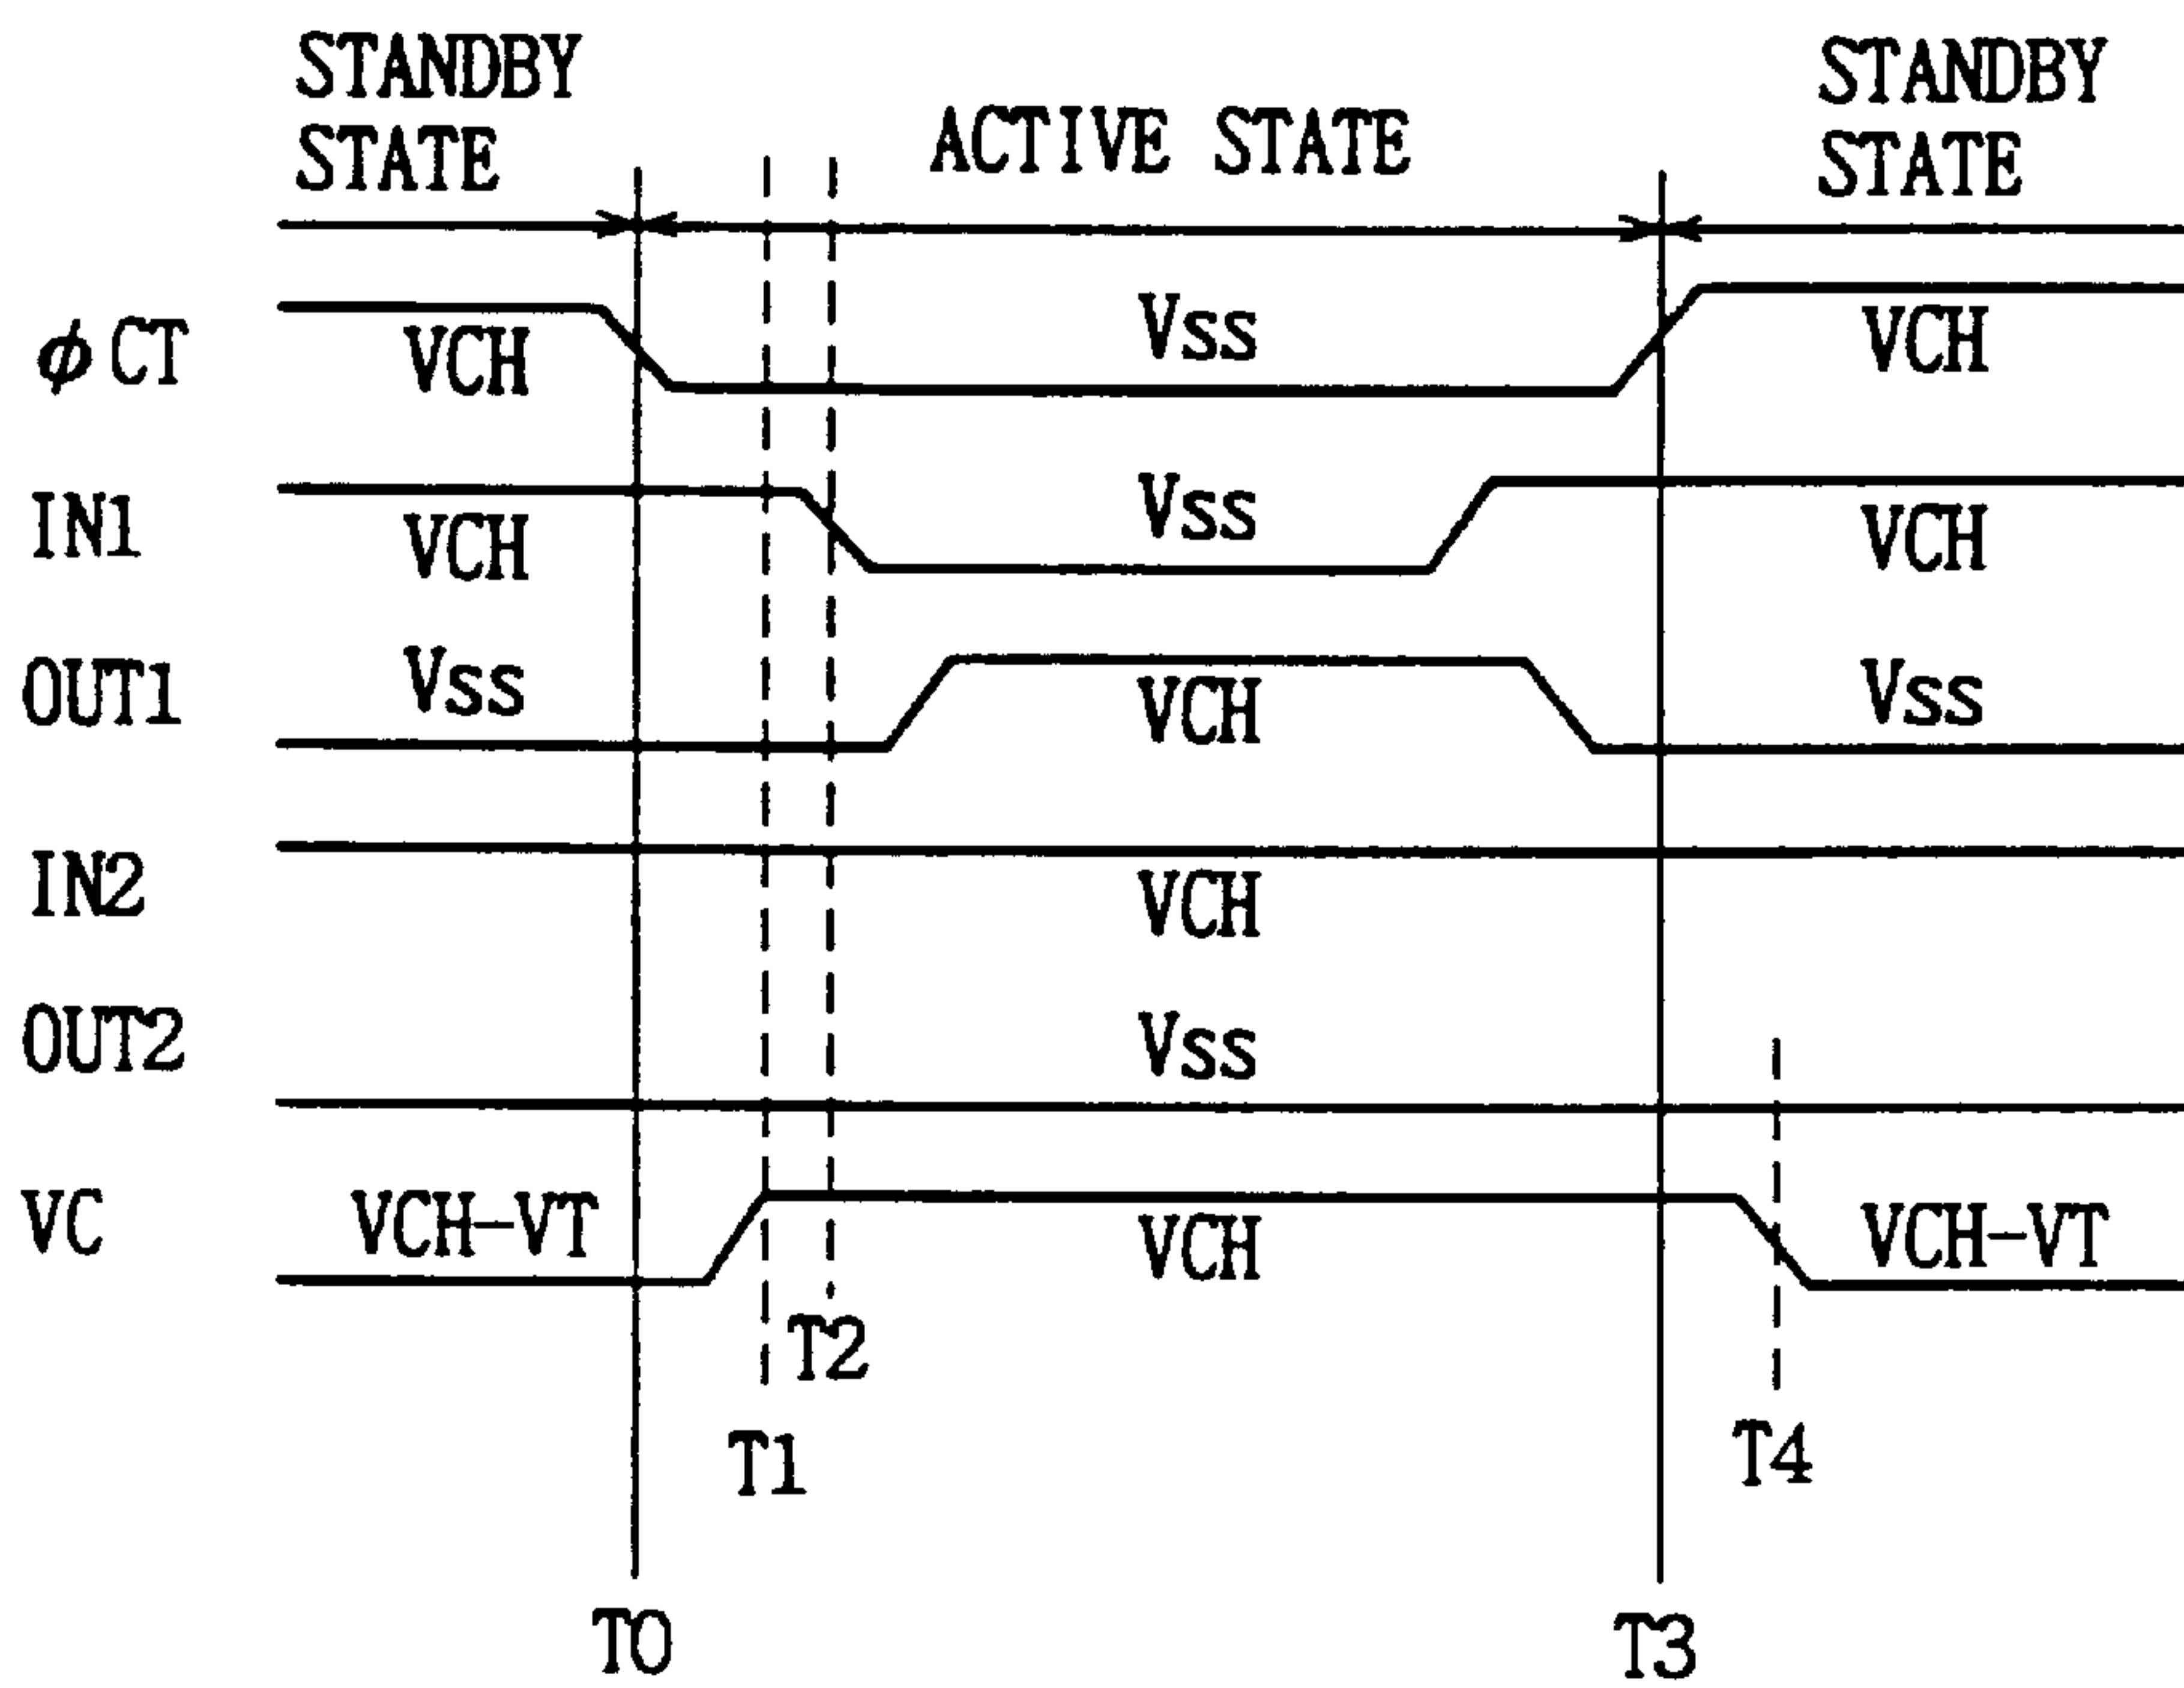 STANDBY STATE
ACTIVE STATE
STANDBY STATE
φCT VCH Vss VCH
IN1 VCH Vss VCH
OUT1 Vss VCH Vss
IN2 VCH
OUT2 Vss
VC VCH-VT VCH VCH-VT
T2
T1 T4
T0 T3